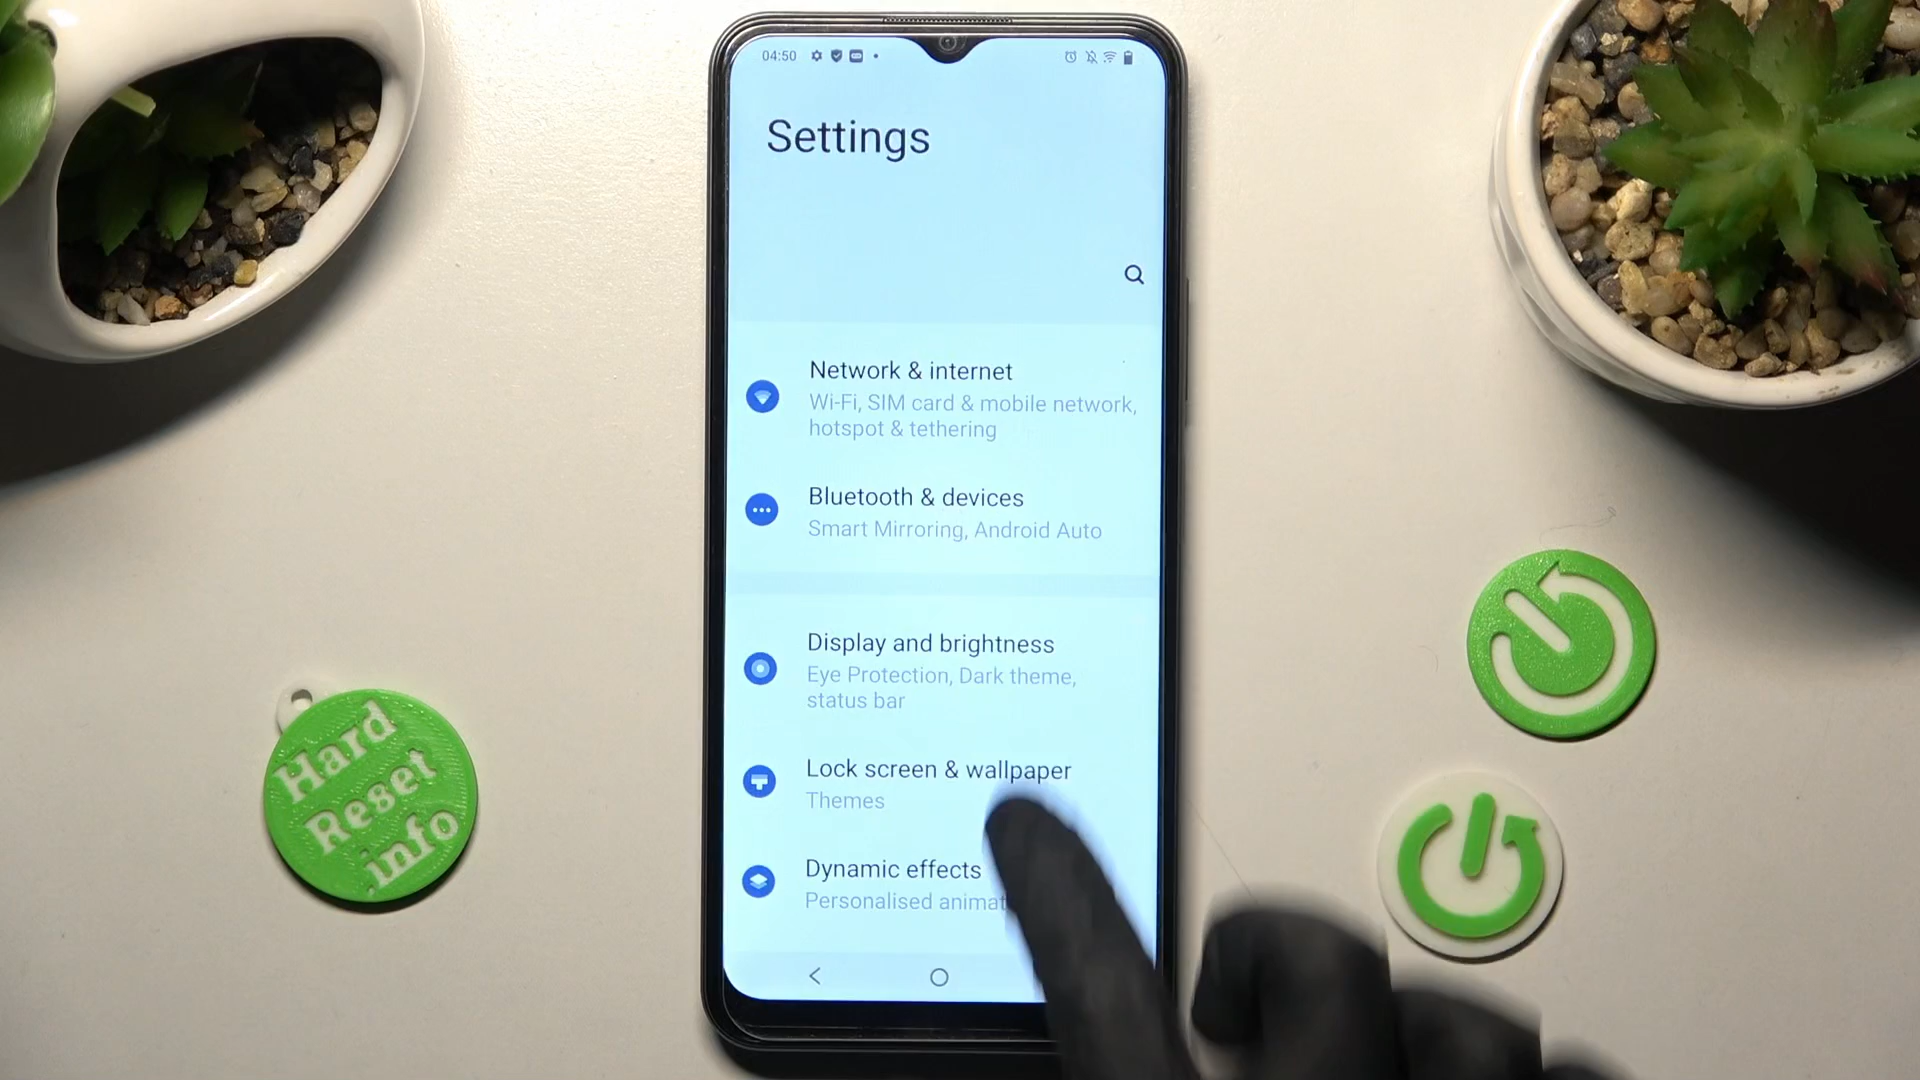 04:50
Settings
Network & internet
Wi-Fi, SIM card & mobile network,
hotspot & tethering
Bluetooth & devices
Smart Mirroring, Android Auto
Display and brightness
Eye Protection, Dark theme,
status bar
Lock screen & wallpaper
Themes
Dynamic effects
Personalised
Hard
Reset
.info